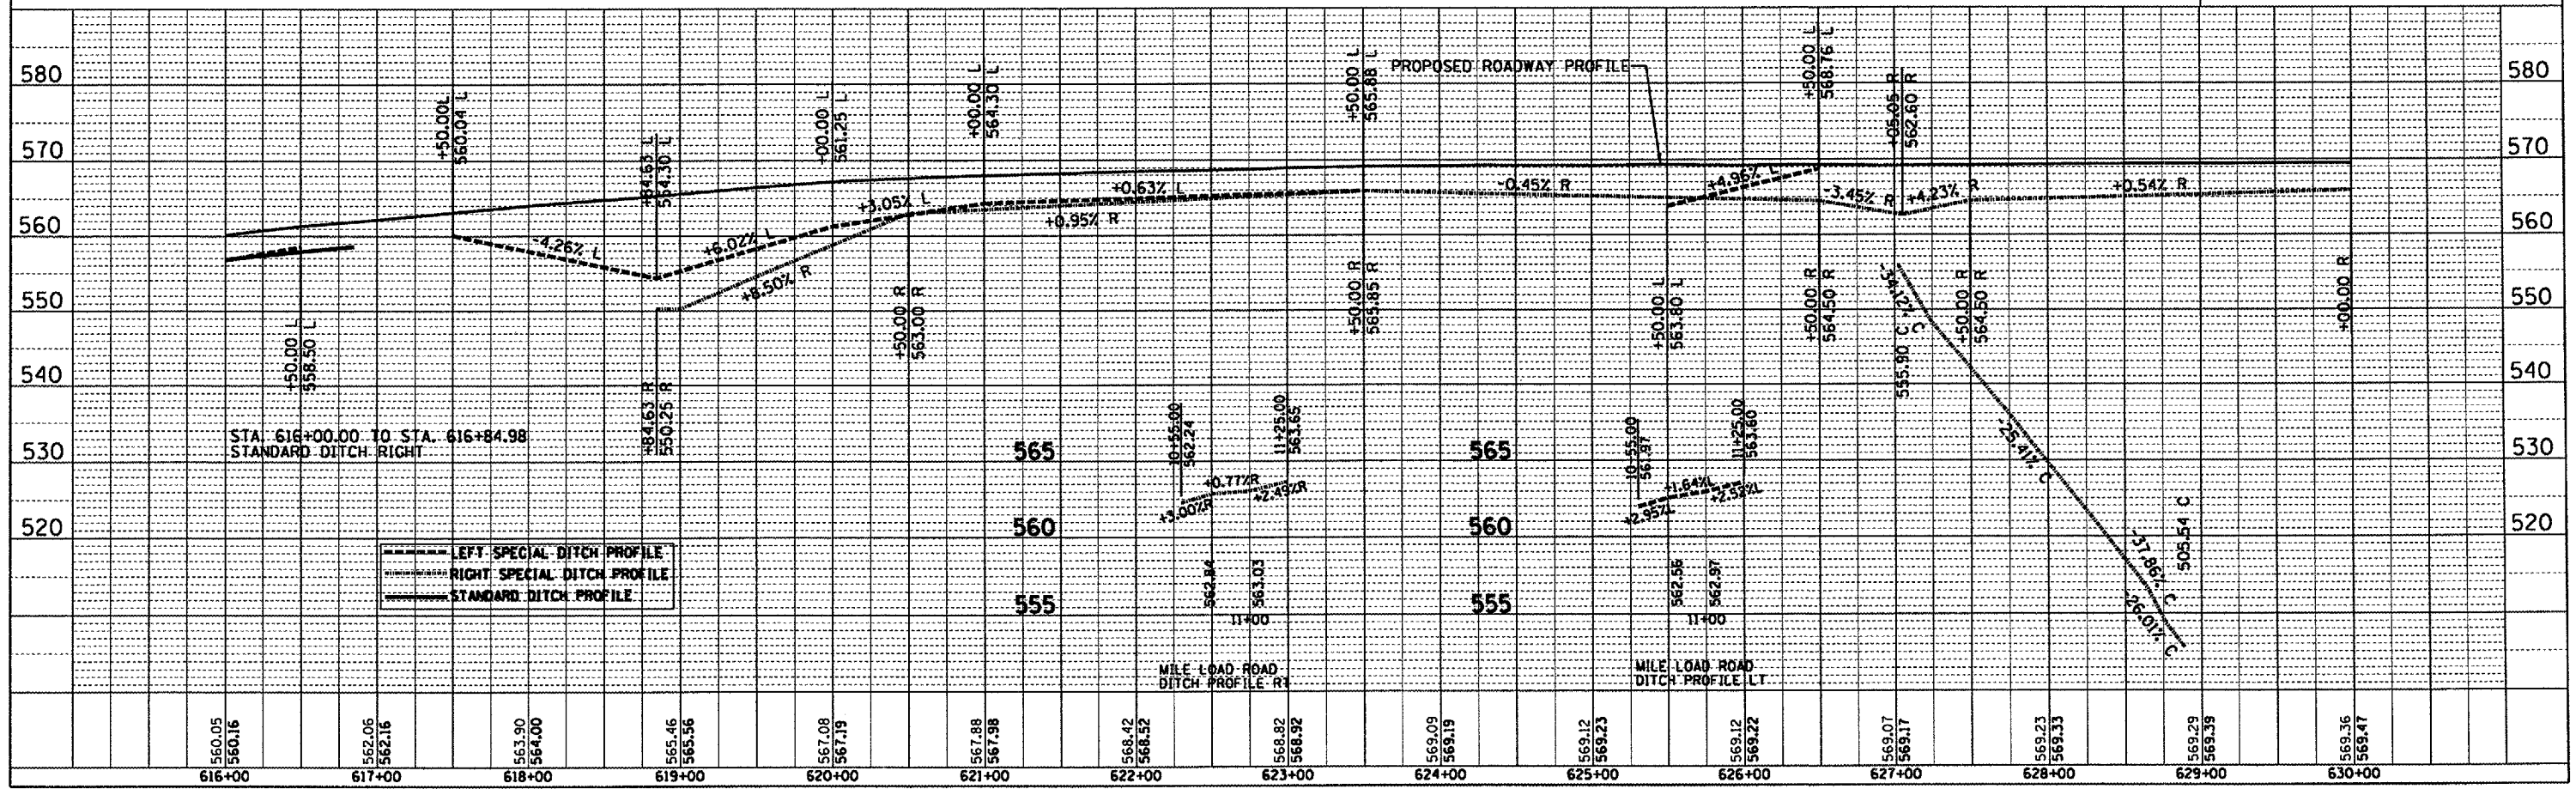 +50.00 L
568.76 L
+50.00 L
565.88 L
PROPOSED ROADWAY PROFILE
+00.00 L
564.30 L
+05.05 R
562.60 R
580
580
+50.00L
560.04 L
+00.00 L
561.25 L
+84.63 L
554.30 L
570
570
+4.96% L
+0.63% L
-0.45% R
-3.45% R
+4.23% R
+0.54% R
+3.05% L
+0.95% R
560
560
-4.26% L
+6.02% L
+8.50% R
-34.12% C
550
550
+50.00 L
558.50 L
+50.00 R
563.00 R
+50.00 R
565.85 R
+50.00 L
563.80 L
+50.00 R
564.50 R
555.90 C
+50.00 R
564.50 R
+00.00 R
540
540
+84.63 R
550.25 R
10+55.00
562.24
11+25.00
563.65
10+55.00
561.97
11+25.00
563.60
STA. 616+00.00 TO STA. 616+84.98
STANDARD DITCH RIGHT
530
565
565
530
-25.41% C
+0.77%R
+3.00%R
+2.49%R
+1.64%L
+2.95%L
+2.52%L
520
560
560
520
505.54 C
-37.86% C
-26.01% C
LEFT SPECIAL DITCH PROFILE
RIGHT SPECIAL DITCH PROFILE
STANDARD DITCH PROFILE
562.84
563.03
562.56
562.97
555
555
11+00
11+00
MILE LOAD ROAD
DITCH PROFILE RT
MILE LOAD ROAD
DITCH PROFILE LT
560.05
560.16
562.06
562.16
563.90
564.00
565.46
565.56
567.08
567.19
567.88
567.98
568.42
568.52
568.82
568.92
569.09
569.19
569.12
569.23
569.12
569.22
569.07
569.17
569.23
569.33
569.29
569.39
569.36
569.47
616+00
617+00
618+00
619+00
620+00
621+00
622+00
623+00
624+00
625+00
626+00
627+00
628+00
629+00
630+00